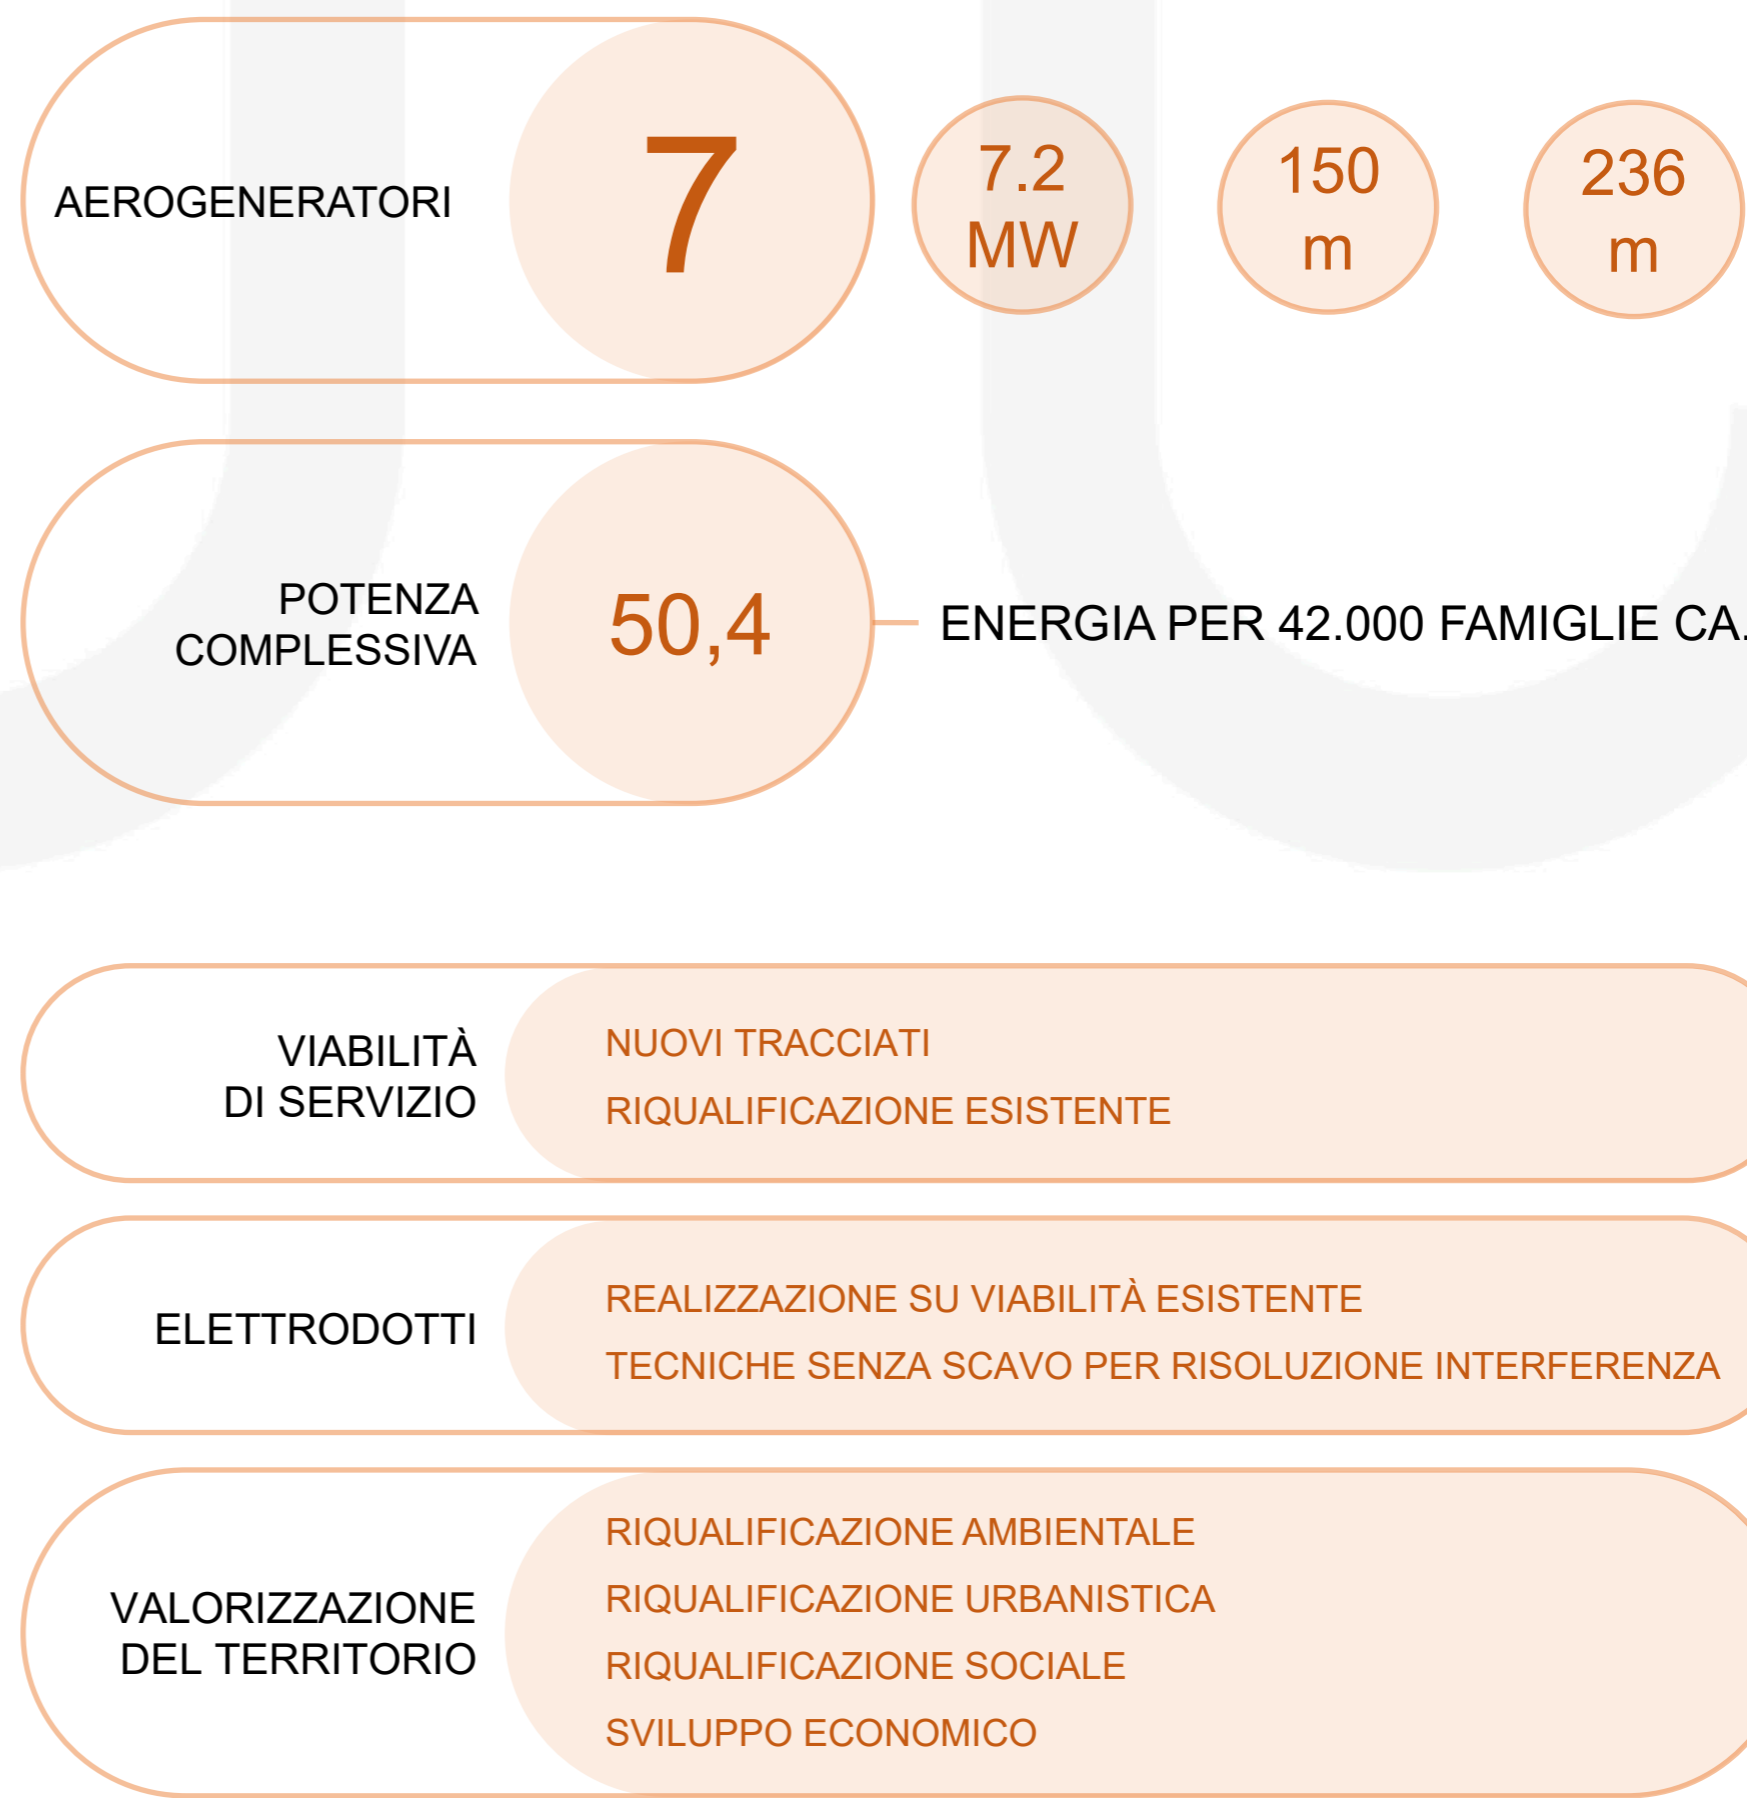 AEROGENERATORI
7
7.2
MW
150
m
236
m
POTENZA
COMPLESSIVA
50,4
ENERGIA PER 42.000 FAMIGLIE CA.
VIABILITÀ
DI SERVIZIO
NUOVI TRACCIATI
RIQUALIFICAZIONE ESISTENTE
ELETTRODOTTI
REALIZZAZIONE SU VIABILITÀ ESISTENTE
TECNICHE SENZA SCAVO PER RISOLUZIONE INTERFERENZA
VALORIZZAZIONE
DEL TERRITORIO
RIQUALIFICAZIONE AMBIENTALE
RIQUALIFICAZIONE URBANISTICA
RIQUALIFICAZIONE SOCIALE
SVILUPPO ECONOMICO